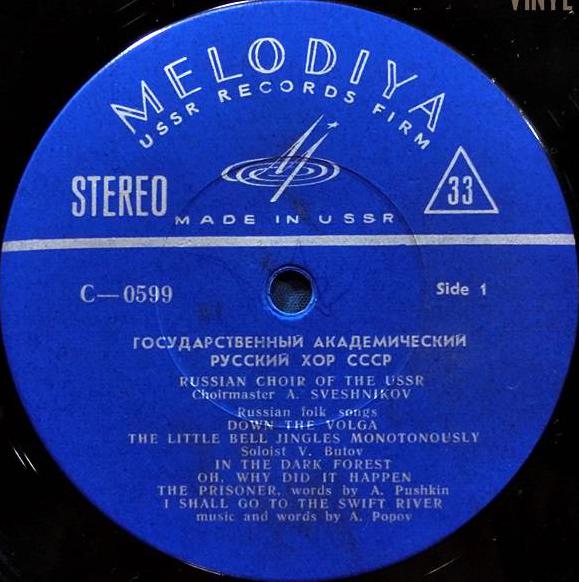 VINYL
MELODIYA
USSR RECORDS FIRM
STEREO
33
MADE IN USSR
С—0599
Side 1
ГОСУДАРСТВЕННЫЙ АКАДЕМИЧЕСКИЙ
РУССКИЙ ХОР СССР
RUSSIAN CHOIR OF THE USSR
Choirmaster A. SVESHNIKOV
Russian folk songs
DOWN THE VOLGA
THE LITTLE BELL JINGLES MONOTONOUSLY
Soloist V. Butov
IN THE DARK FOREST
OH, WHY DID IT HAPPEN
THE PRISONER, words by A. Pushkin
I SHALL GO TO THE SWIFT RIVER
music and words by A. Popov